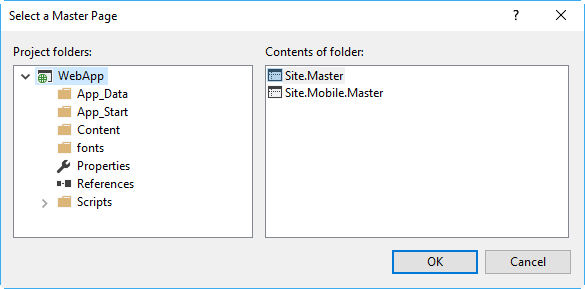 Select a Master Page
Project folders:
WebApp
App_Data
App_Start
Content
fonts
Properties
References
Scripts
Contents of folder:
Site.Master
Site.Mobile.Master
OK
Cancel